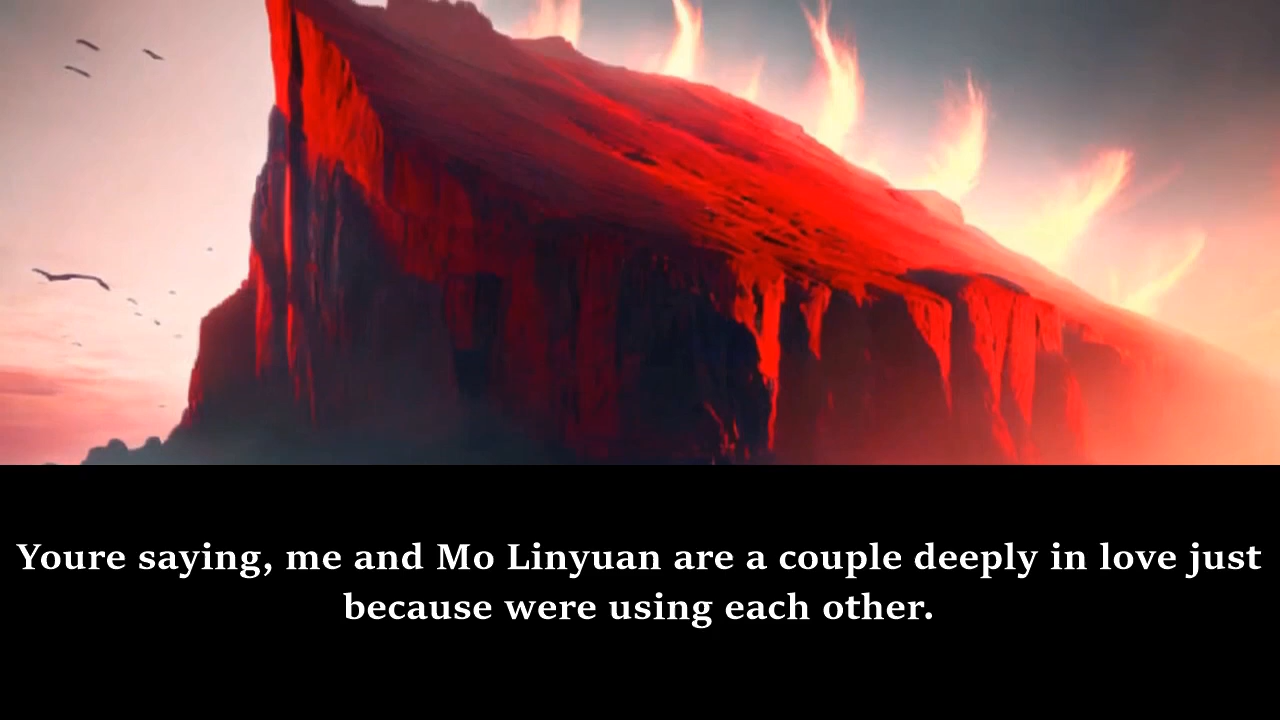 Youre saying, me and Mo Linyuan are a couple deeply in love just
because were using each other.